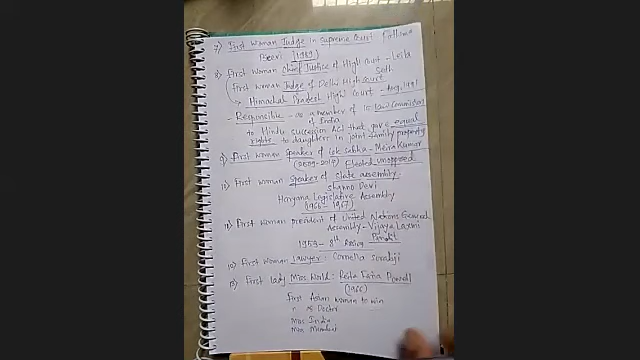 7) First Woman Judge in Supreme Court Fathima
Beevi (1989)
8) First Woman Chief Justice of High Court - Leila
Seth
First Woman Judge of Delhi High Court
Himachal Pradesh High Court - Aug, 1991
- Responsible - as a member of 15 Law Commission
of India
to Hindu Succession Act that gave equal
rights to daughters in joint family property
9) First woman speaker of Lok Sabha - Meira Kumar
(2009-2014) Elected unopposed
10) First woman speaker of state assembly
Shanno Devi
Haryana Legislative Assembly
(1966 - 1967)
11) First Woman president of United Nations General
Assembly - Vijaya Laxmi
Pandit
1953 - 8th
First Woman Lawyer : Cornelia Sorabji
First lady Miss World : Reita Faria Powell
(1966)
First Asian Woman to win
Doctor
Miss India
Miss Mumbai